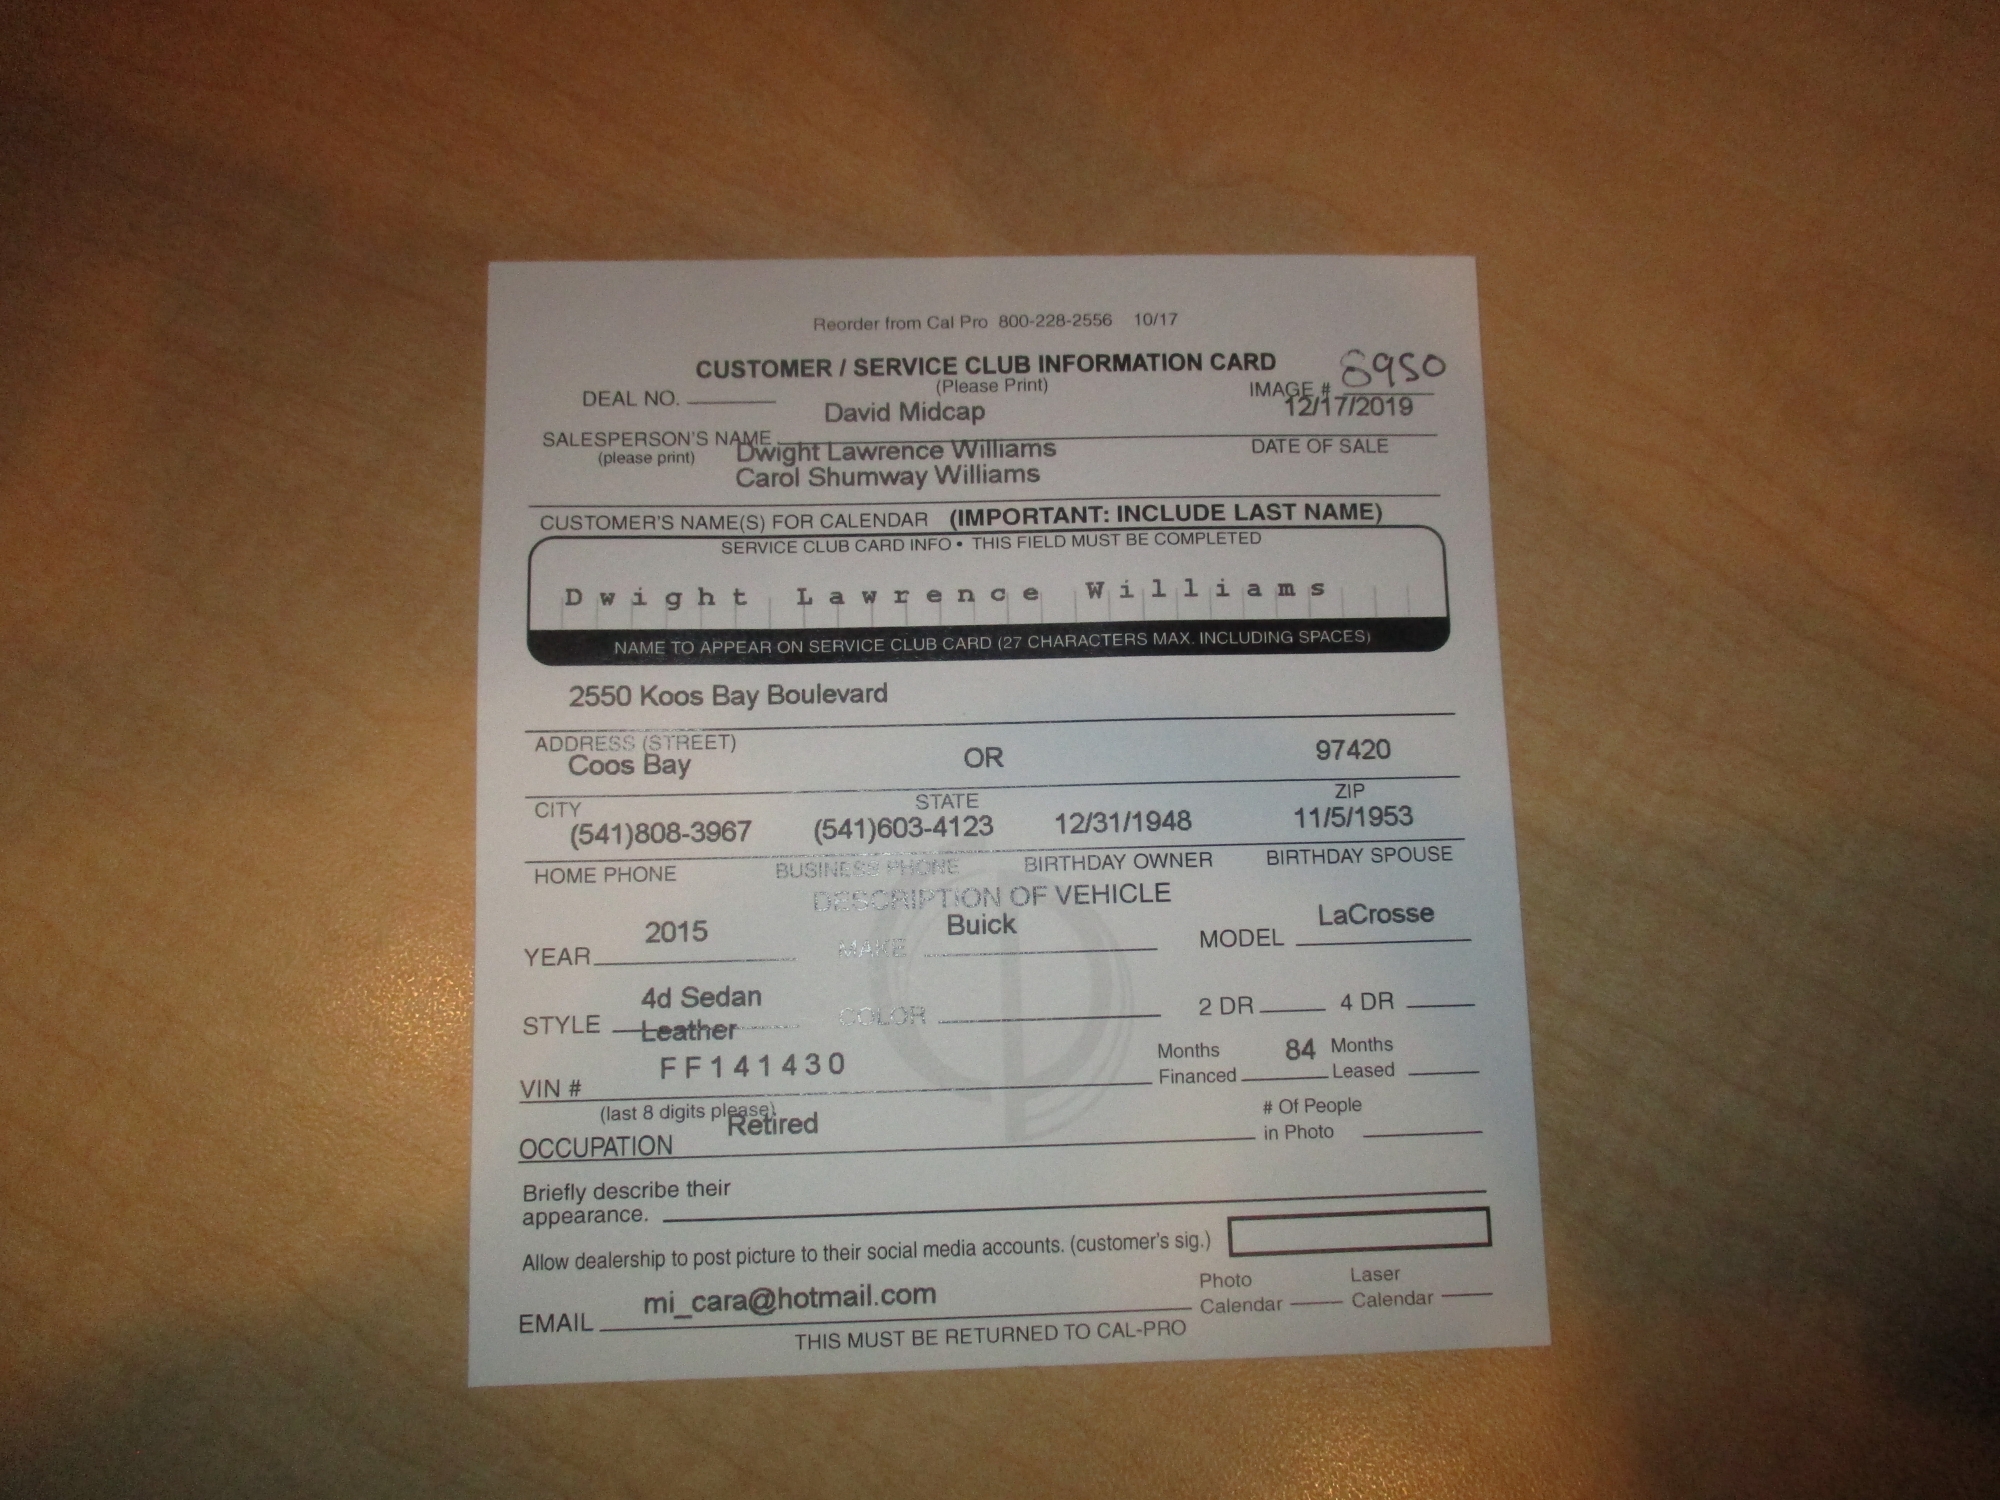 Reorder from Cal Pro 800-228-2556 10/17
CUSTOMER / SERVICE CLUB INFORMATION CARD
(Please Print)
DEAL NO.
IMAGE # 8950
David Midcap
12/17/2019
SALESPERSON'S NAME
(please print)
DATE OF SALE
Dwight Lawrence Williams
Carol Shumway Williams
CUSTOMER'S NAME(S) FOR CALENDAR (IMPORTANT: INCLUDE LAST NAME)
SERVICE CLUB CARD INFO • THIS FIELD MUST BE COMPLETED
Dwight Lawrence Williams
NAME TO APPEAR ON SERVICE CLUB CARD (27 CHARACTERS MAX. INCLUDING SPACES)
2550 Koos Bay Boulevard
ADDRESS (STREET)
Coos Bay OR 97420
CITY STATE ZIP
(541)808-3967 (541)603-4123 12/31/1948 11/5/1953
HOME PHONE BUSINESS PHONE BIRTHDAY OWNER BIRTHDAY SPOUSE
DESCRIPTION OF VEHICLE
2015 Buick LaCrosse
YEAR MAKE MODEL
4d Sedan
STYLE COLOR 2 DR 4 DR
Leather
FF141430
VIN #
Months Financed 84 Months Leased
(last 8 digits please)
Retired
OCCUPATION
# Of People
in Photo
Briefly describe their
appearance.
Allow dealership to post picture to their social media accounts. (customer's sig.)
mi_cara@hotmail.com
EMAIL
Photo Calendar Laser Calendar
THIS MUST BE RETURNED TO CAL-PRO